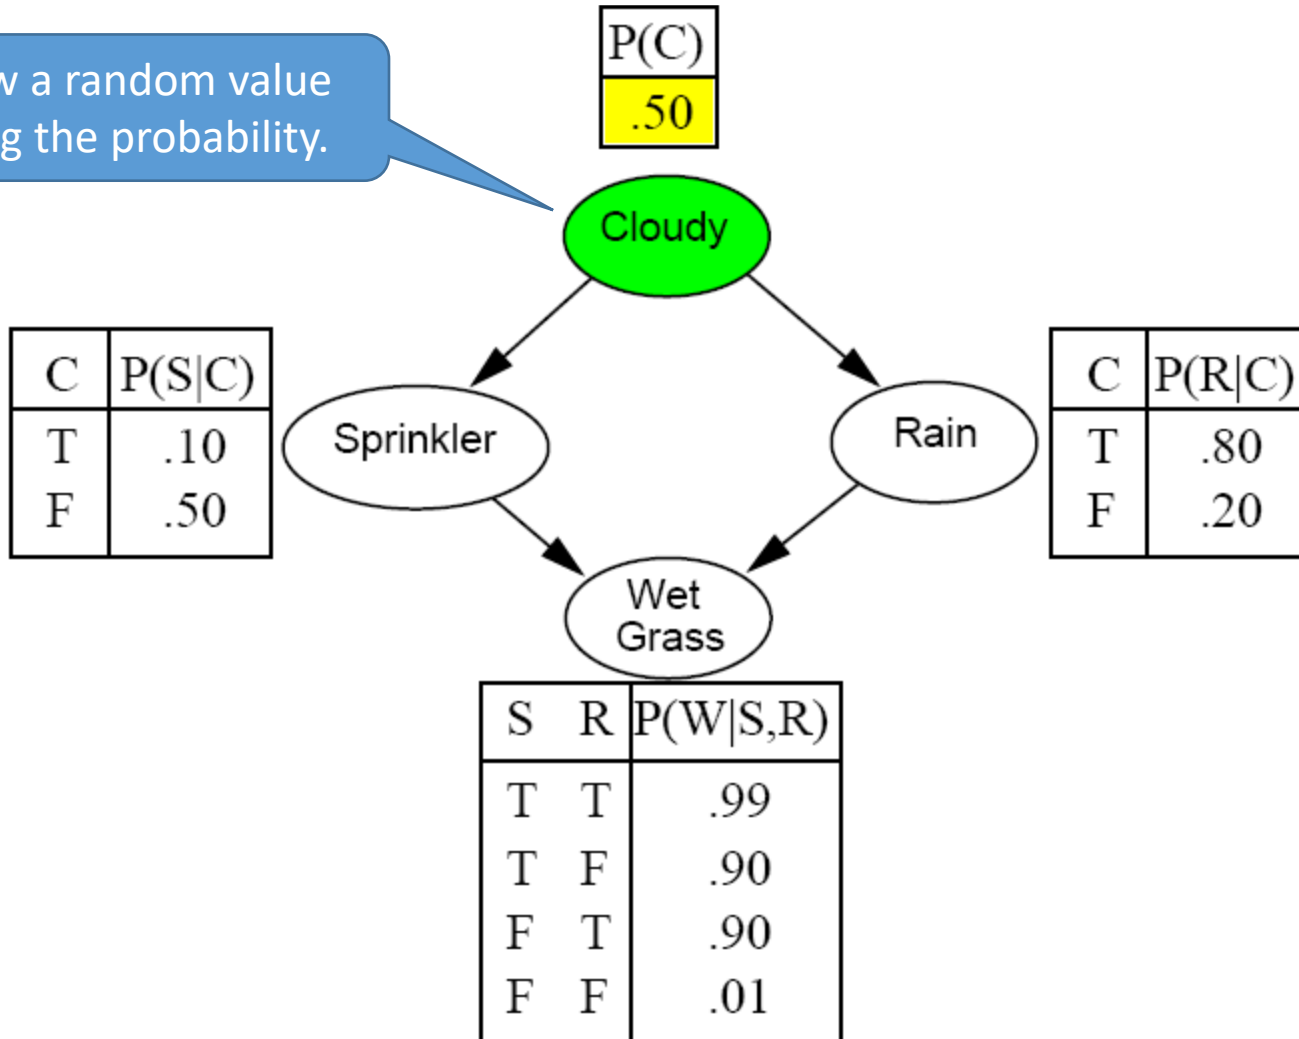 P(C)
.50
a random value
the probability.
Cloudy
C P(S|C)
T .10
F .50
Sprinkler
Rain
C P(R|C)
T .80
F .20
Wet
Grass
S R P(W|S,R)
T T .99
T F .90
F T .90
F F .01